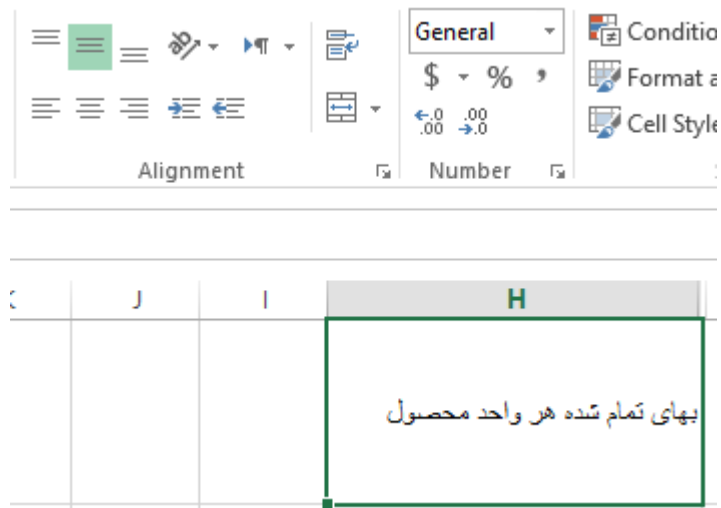 General
$ % ,
Conditio
Format a
Cell Style
Alignment
Number
J I H
بهای تمام شده هر واحد محصول